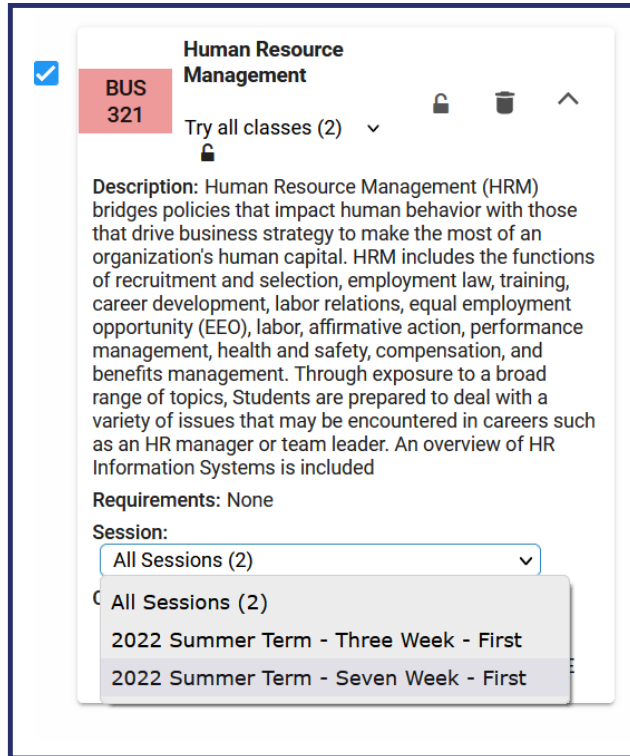 Human Resource
Management
BUS
321
Try all classes (2)
Description: Human Resource Management (HRM)
bridges policies that impact human behavior with those
that drive business strategy to make the most of an
organization's human capital. HRM includes the functions
of recruitment and selection, employment law, training,
career development, labor relations, equal employment
opportunity (EEO), labor, affirmative action, performance
management, health and safety, compensation, and
benefits management. Through exposure to a broad
range of topics, Students are prepared to deal with a
variety of issues that may be encountered in careers such
as an HR manager or team leader. An overview of HR
Information Systems is included
Requirements: None
Session:
All Sessions (2)
All Sessions (2)
2022 Summer Term - Three Week - First
2022 Summer Term - Seven Week - First